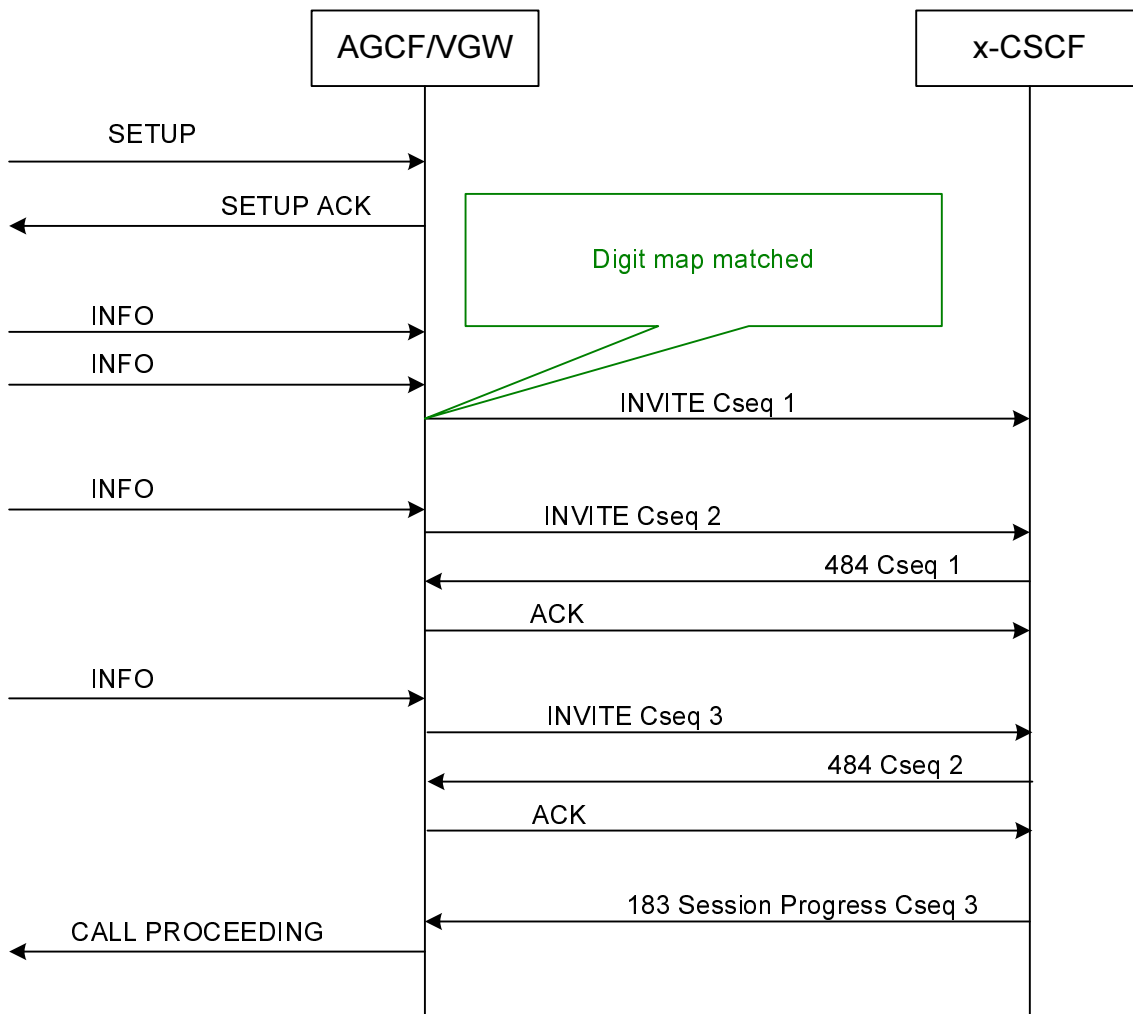 AGCF/VGW
x-CSCF
SETUP
SETUP ACK
Digit map matched
INFO
INFO
INVITE Cseq 1
INFO
INVITE Cseq 2
484 Cseq 1
ACK
INFO
INVITE Cseq 3
484 Cseq 2
ACK
183 Session Progress Cseq 3
CALL PROCEEDING